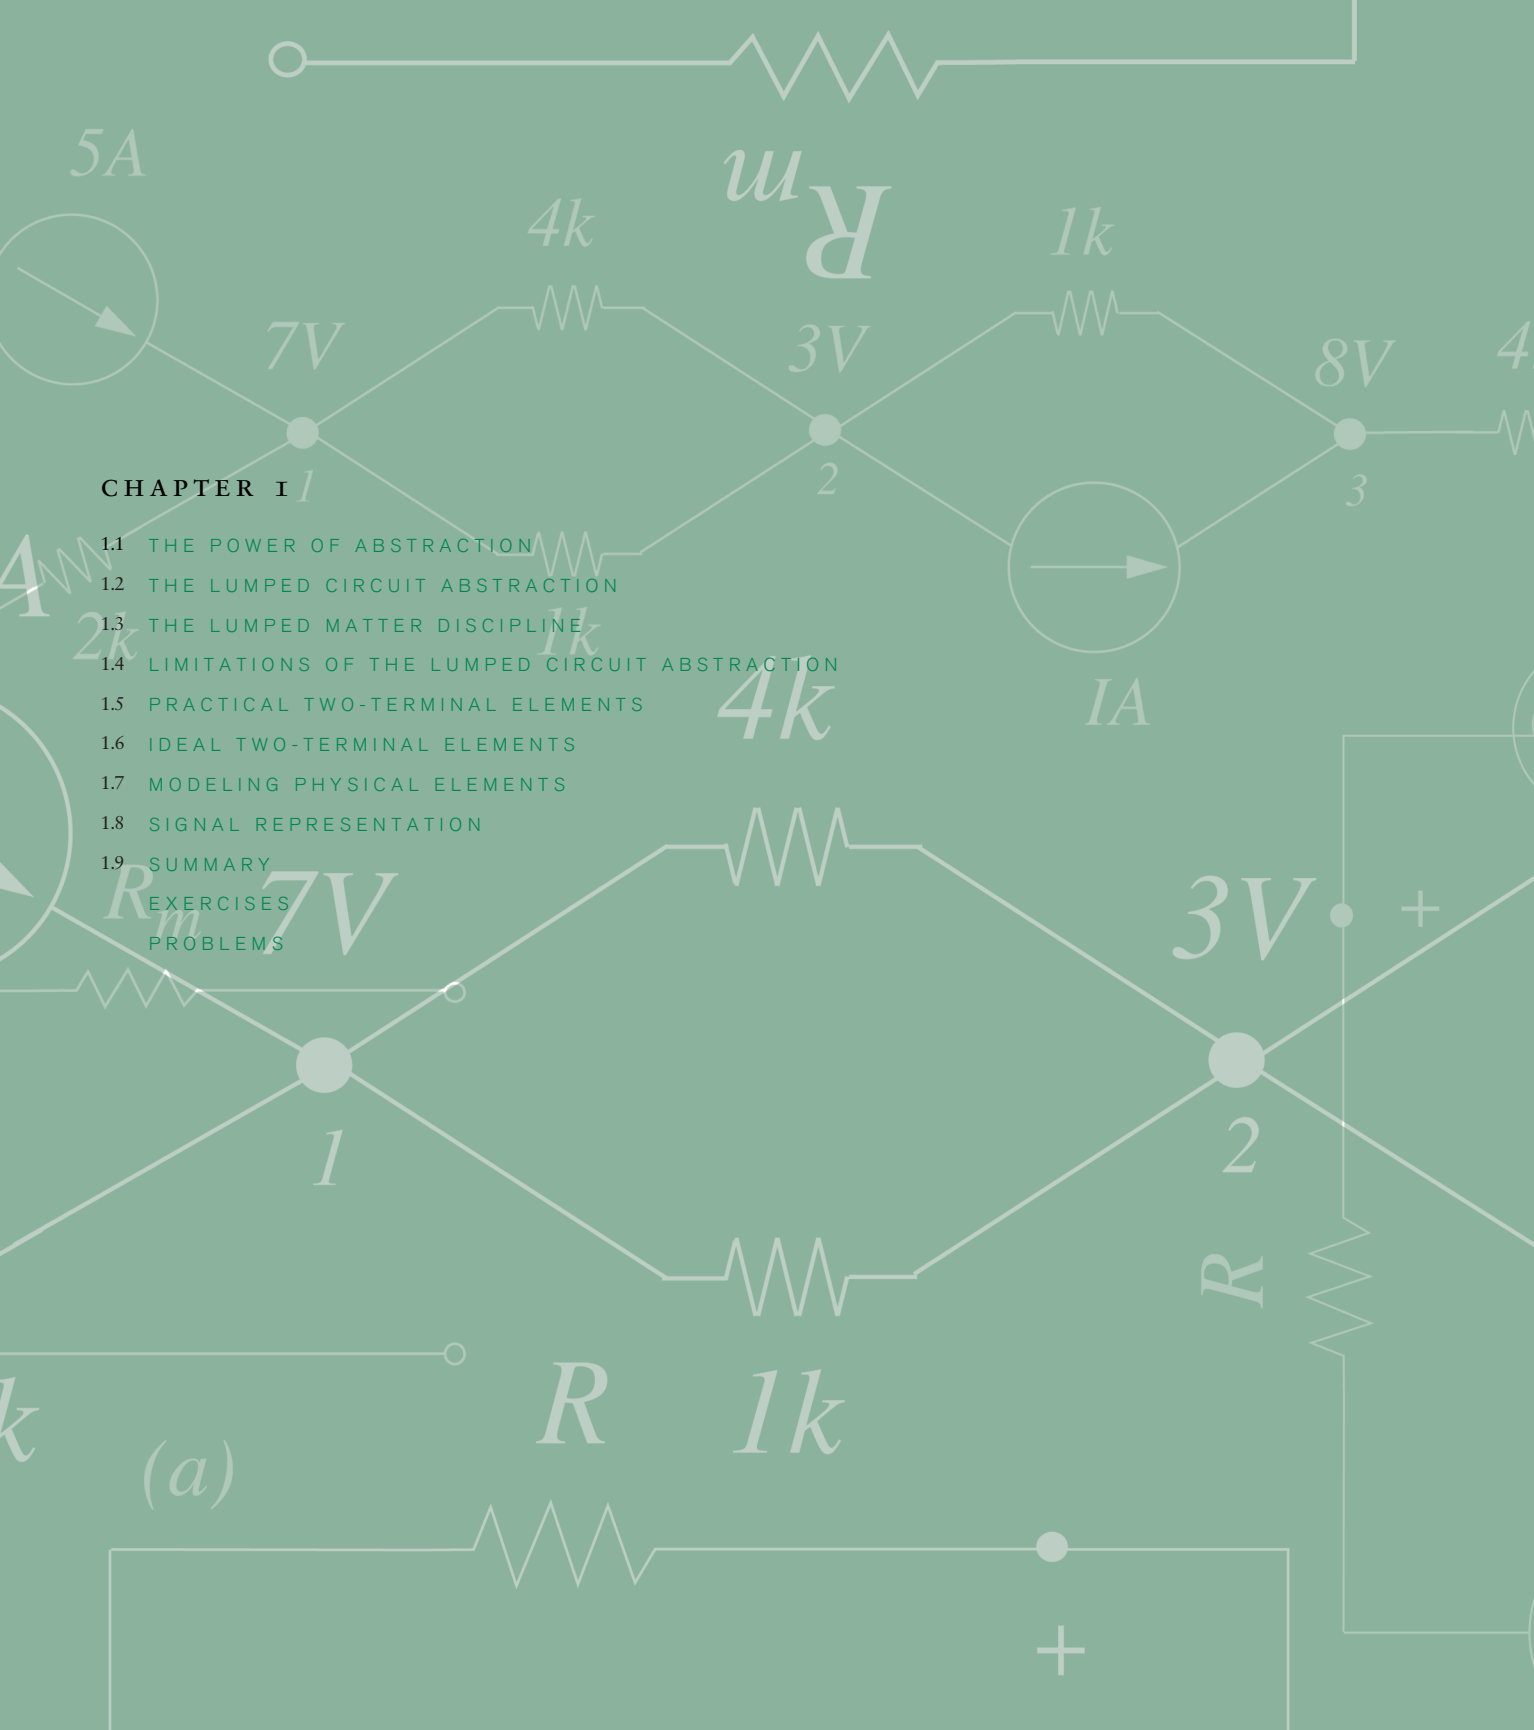 5A
m
R
4k
1k
7V
3V
8V
4
CHAPTER 1
1
2
3
1.1 THE POWER OF ABSTRACTION
1.2 THE LUMPED CIRCUIT ABSTRACTION
A
2k
1.3 THE LUMPED MATTER DISCIPLINE
1k
1.4 LIMITATIONS OF THE LUMPED CIRCUIT ABSTRACTION
4k
1A
1.5 PRACTICAL TWO-TERMINAL ELEMENTS
1.6 IDEAL TWO-TERMINAL ELEMENTS
1.7 MODELING PHYSICAL ELEMENTS
1.8 SIGNAL REPRESENTATION
1.9 SUMMARY
EXERCISES
PROBLEMS
Rm
7V
3V
+
1
2
R
R
1k
k
(a)
+